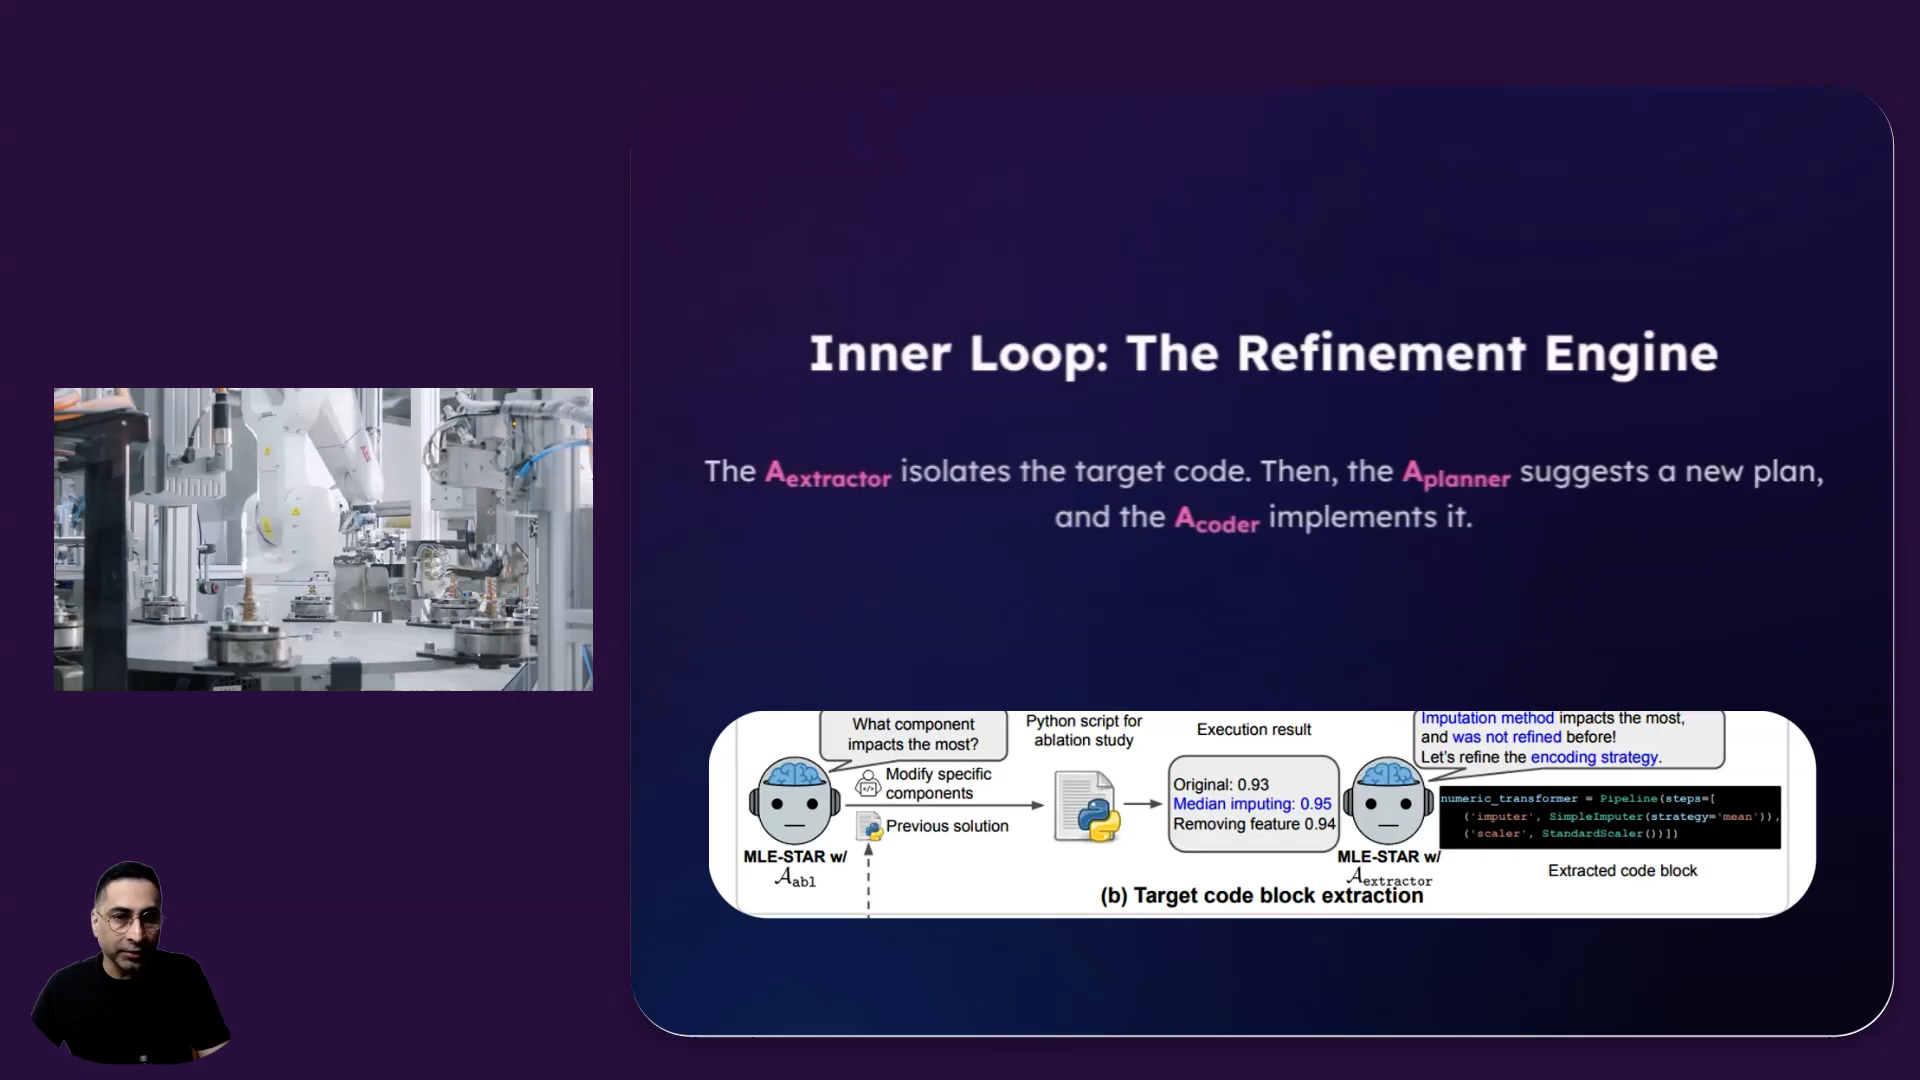 Inner Loop: The Refinement Engine
The Aextractor isolates the target code. Then, the Aplanner suggests a new plan,
and the Acoder implements it.
What component
impacts the most?
Python script for
ablation study
Execution result
Imputation method impacts the most,
and was not refined before!
Let's refine the encoding strategy.
Modify specific
components
Previous solution
Original: 0.93
Median imputing: 0.95
Removing feature 0.94
numeric_transformer = Pipeline(steps=[
('imputer', SimpleImputer(strategy='mean')),
('scaler', StandardScaler())])
MLE-STAR w/
Aabl
MLE-STAR w/
Aextractor
Extracted code block
(b) Target code block extraction